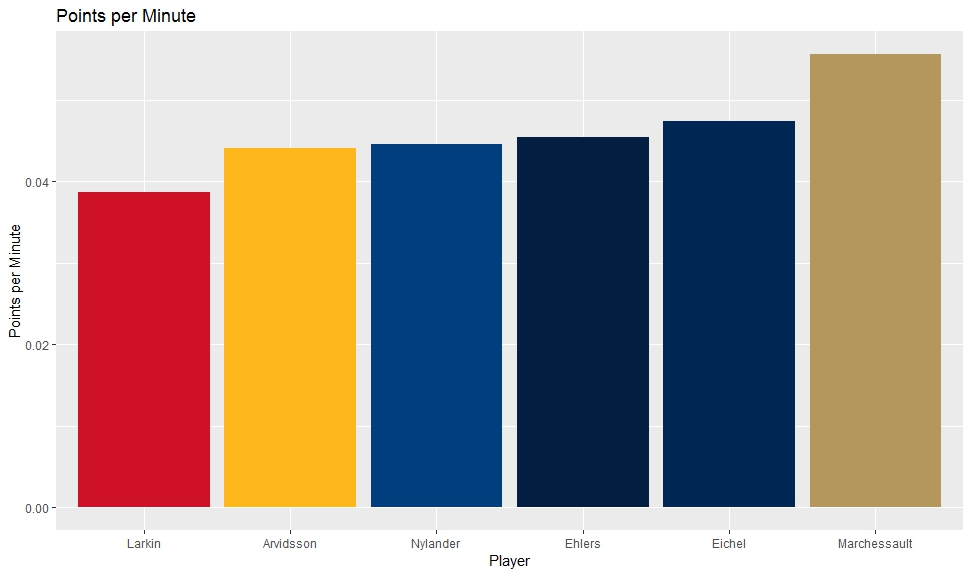 Points per Minute
Points per Minute
0.04
0.02
0.00
Larkin Arvidsson Nylander Ehlers Eichel Marchessault
Player